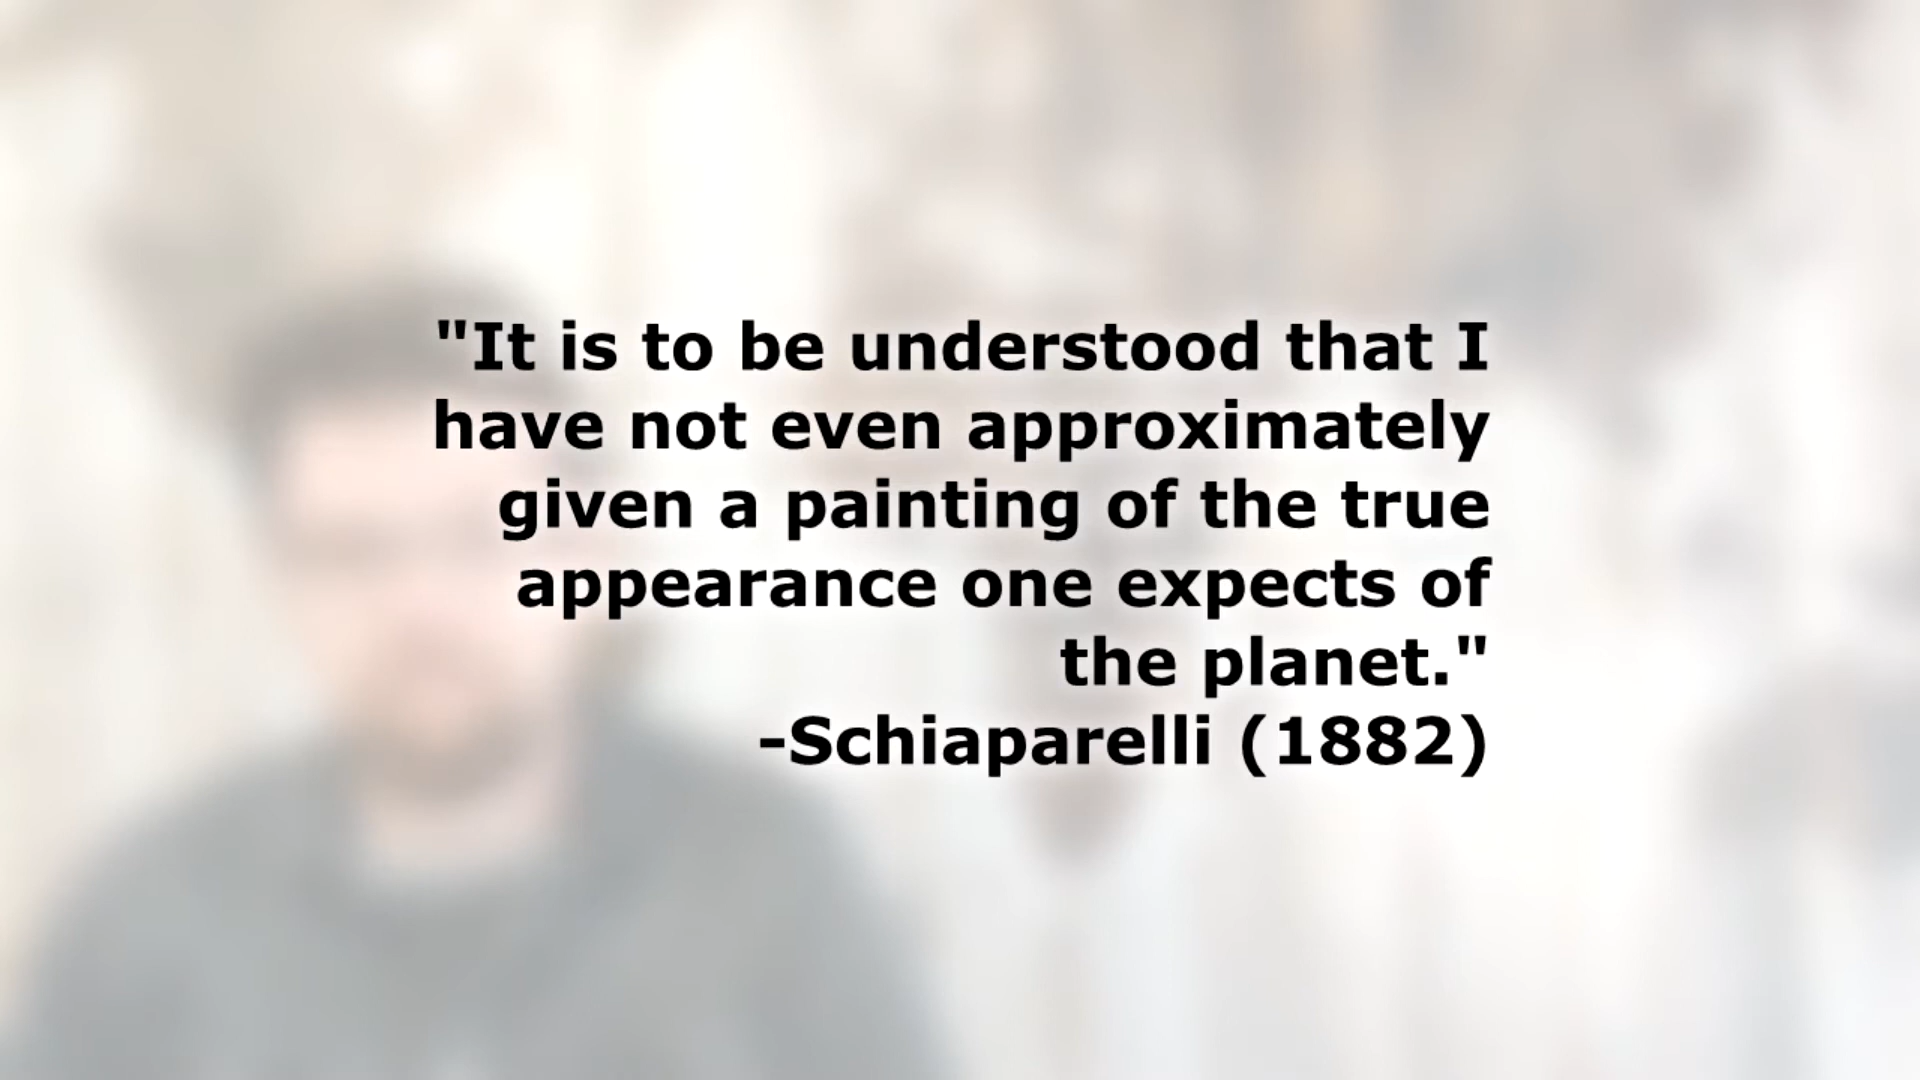 "It is to be understood that I
have not even approximately
given a painting of the true
appearance one expects of
the planet."
-Schiaparelli (1882)